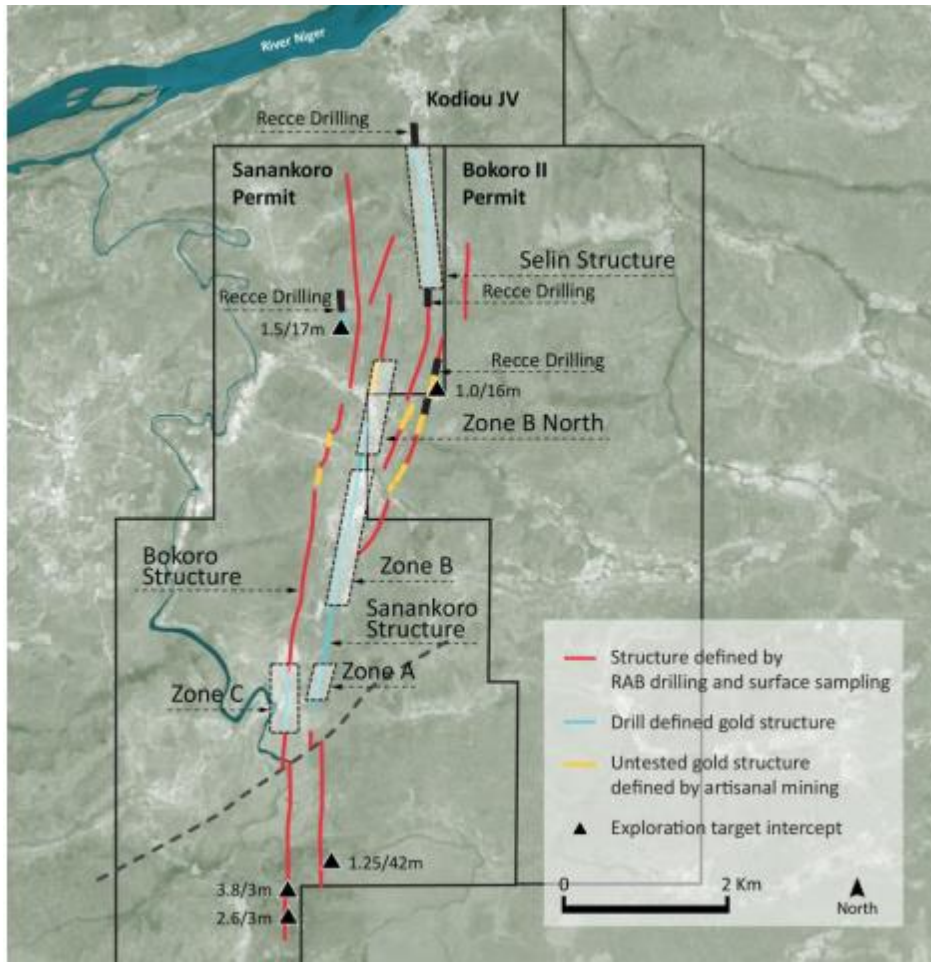 River Niger
Kodiou JV
Recce Drilling
Sanankoro
Permit
Bokoro II
Permit
Selin Structure
Recce Drilling
Recce Drilling
1.5/17m
Recce Drilling
1.0/16m
Zone B North
Bokoro
Structure
Zone B
Sanankoro
Structure
Zone A
Zone C
Structure defined by
RAB drilling and surface sampling
Drill defined gold structure
Untested gold structure
defined by artisanal mining
Exploration target intercept
1.25/42m
3.8/3m
2.6/3m
0 2 Km
North